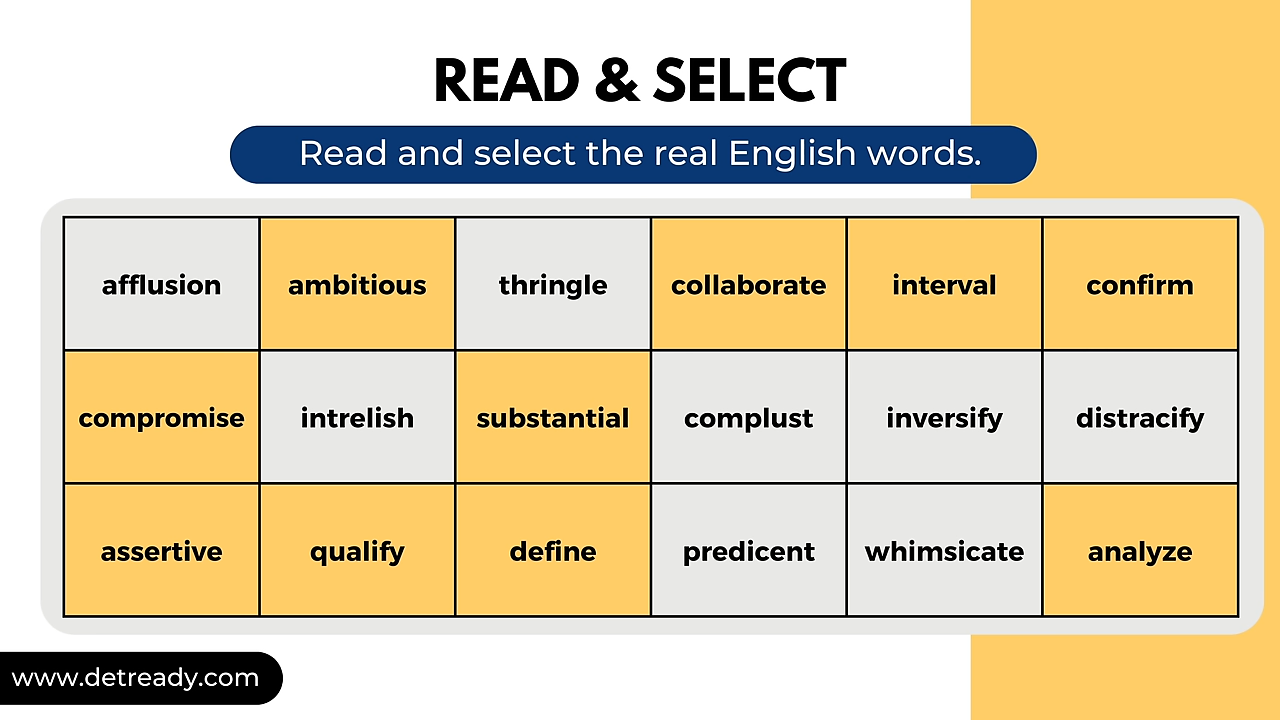 READ & SELECT
Read and select the real English words.
afflusion ambitious thringle collaborate interval confirm
compromise intrelish substantial complust inversify distracify
assertive qualify define predicent whimsicate analyze
www.detready.com